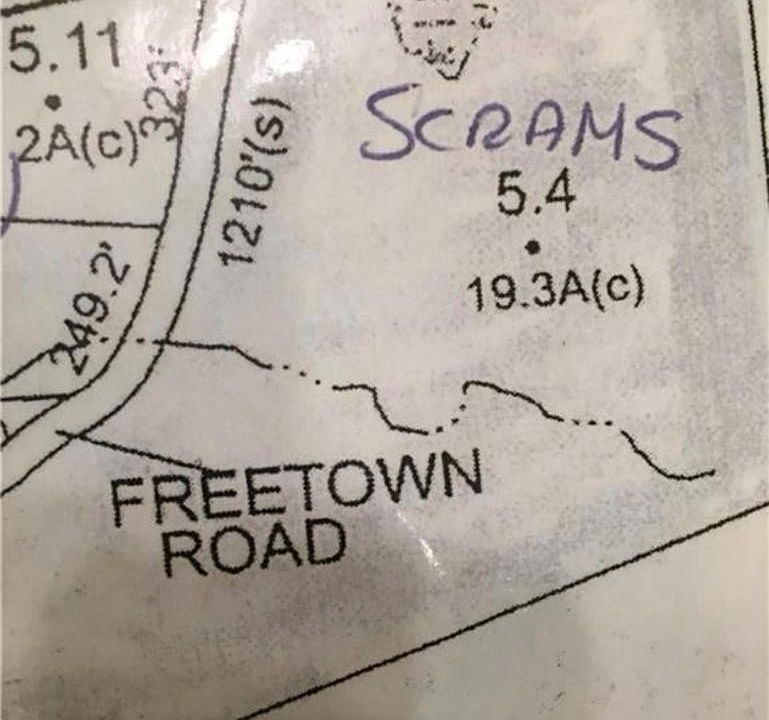 5.11
2A(c)
323'
1210'(s)
SCRAMS
5.4
19.3A(c)
249.2'
FREETOWN
ROAD